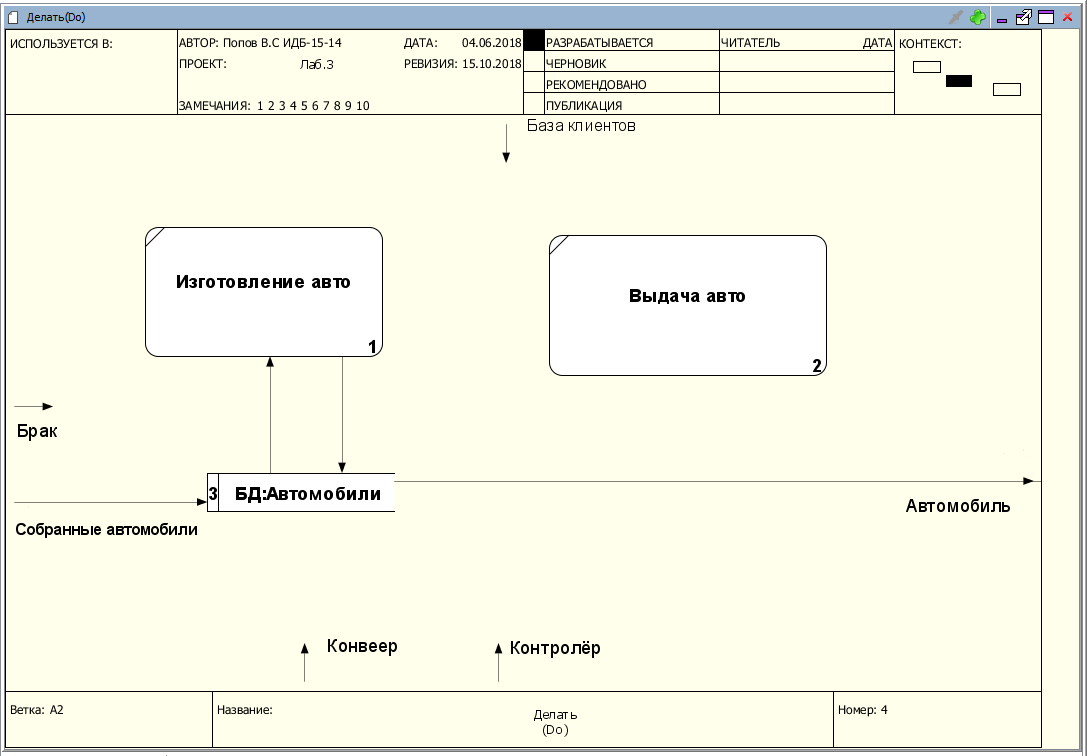 Делать(Do)
ИСПОЛЬЗУЕТСЯ В:
АВТОР: Попов В.С ИДБ-15-14
ДАТА: 04.06.2018
РАЗРАБАТЫВАЕТСЯ
ЧИТАТЕЛЬ
ДАТА
КОНТЕКСТ:
ПРОЕКТ: Лаб.3
РЕВИЗИЯ: 15.10.2018
ЧЕРНОВИК
РЕКОМЕНДОВАНО
ЗАМЕЧАНИЯ: 1 2 3 4 5 6 7 8 9 10
ПУБЛИКАЦИЯ
База клиентов
Изготовление авто
1
Выдача авто
2
Брак
3 БД:Автомобили
Собранные автомобили
Автомобиль
Конвеер
Контролёр
Ветка: A2
Название:
Делать
(Do)
Номер: 4